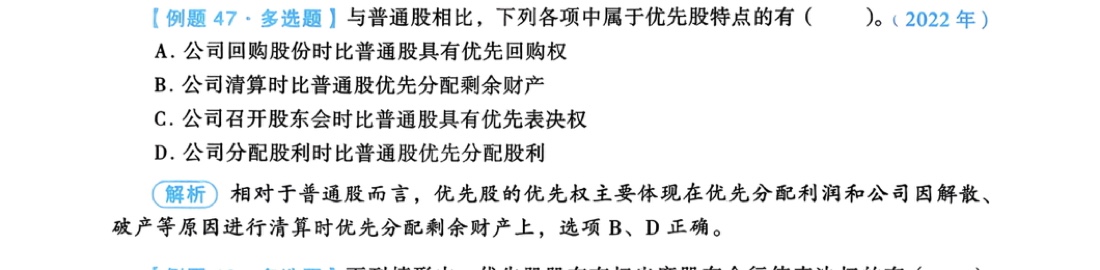 【例题 47·多选题】与普通股相比，下列各项中属于优先股特点的有（　　）。（2022 年）
A. 公司回购股份时比普通股具有优先回购权
B. 公司清算时比普通股优先分配剩余财产
C. 公司召开股东会时比普通股具有优先表决权
D. 公司分配股利时比普通股优先分配股利
解析 相对于普通股而言，优先股的优先权主要体现在优先分配利润和公司因解散、
破产等原因进行清算时优先分配剩余财产上，选项 B、D 正确。